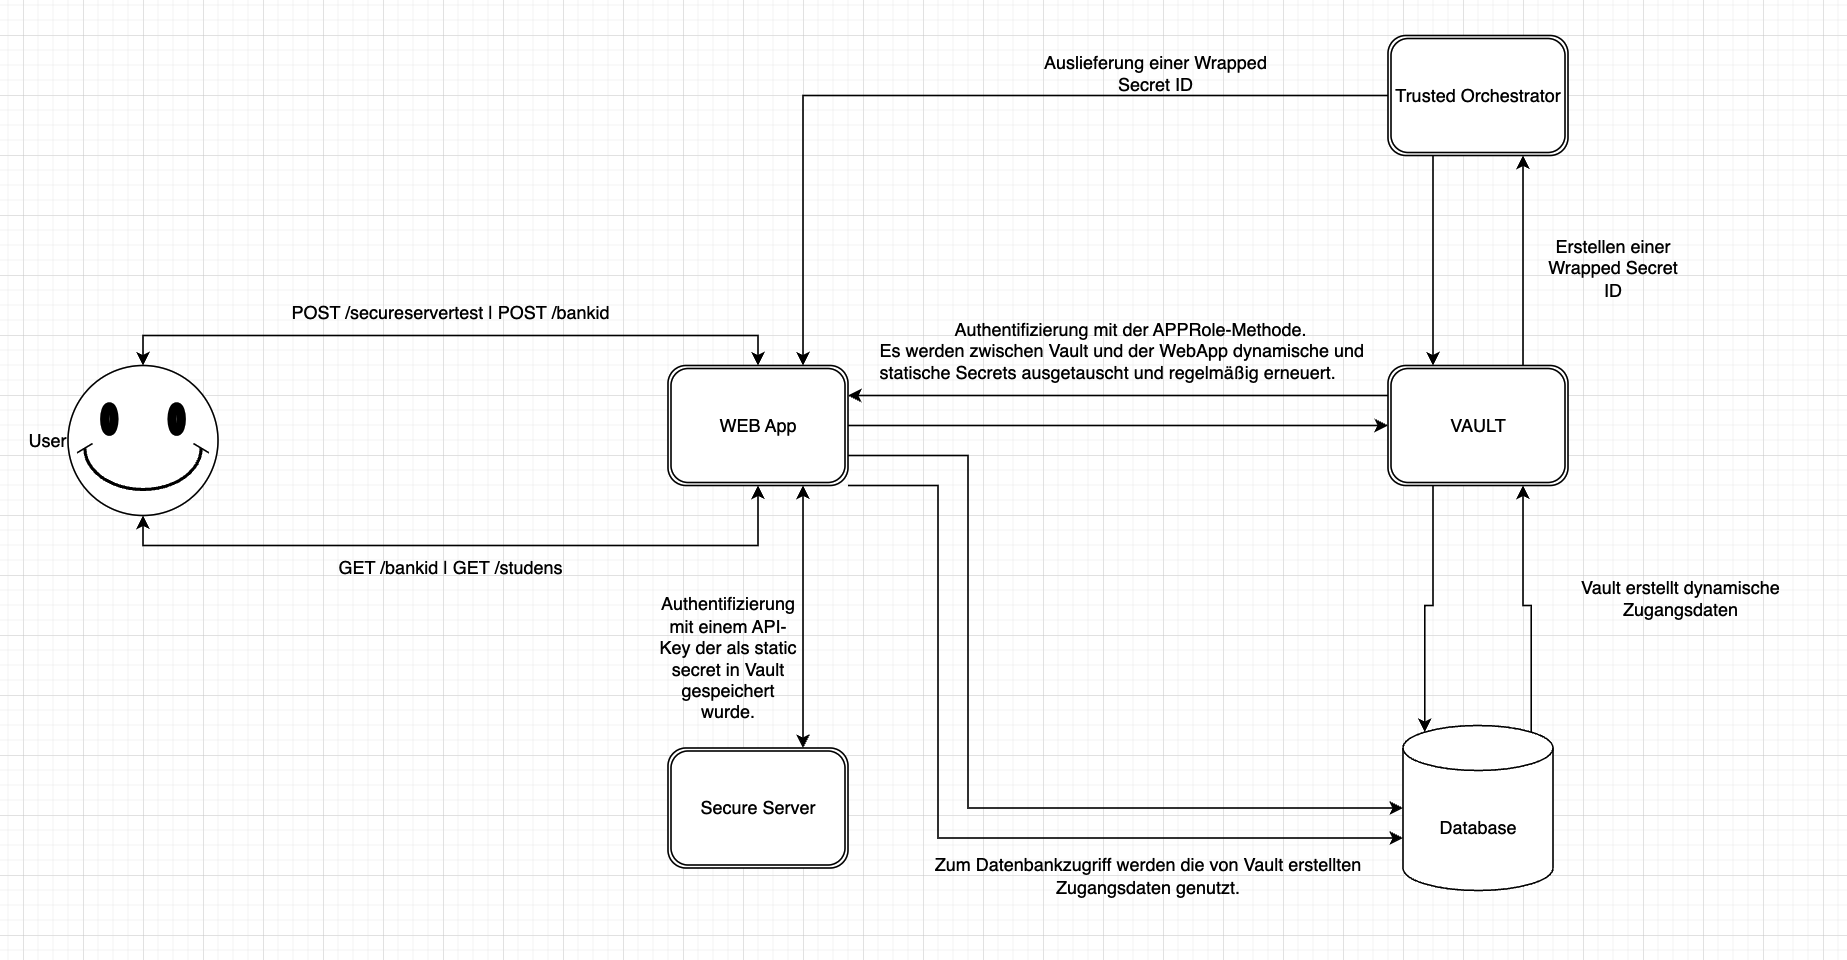 Auslieferung einer Wrapped
Secret ID
Trusted Orchestrator
Erstellen einer
Wrapped Secret
ID
POST /secureservertest | POST /bankid
Authentifizierung mit der APPRole-Methode.
Es werden zwischen Vault und der WebApp dynamische und
statische Secrets ausgetauscht und regelmäßig erneuert.
User
WEB App
VAULT
GET /bankid | GET /studens
Authentifizierung
mit einem API-
Key der als static
secret in Vault
gespeichert
wurde.
Vault erstellt dynamische
Zugangsdaten
Secure Server
Database
Zum Datenbankzugriff werden die von Vault erstellten
Zugangsdaten genutzt.